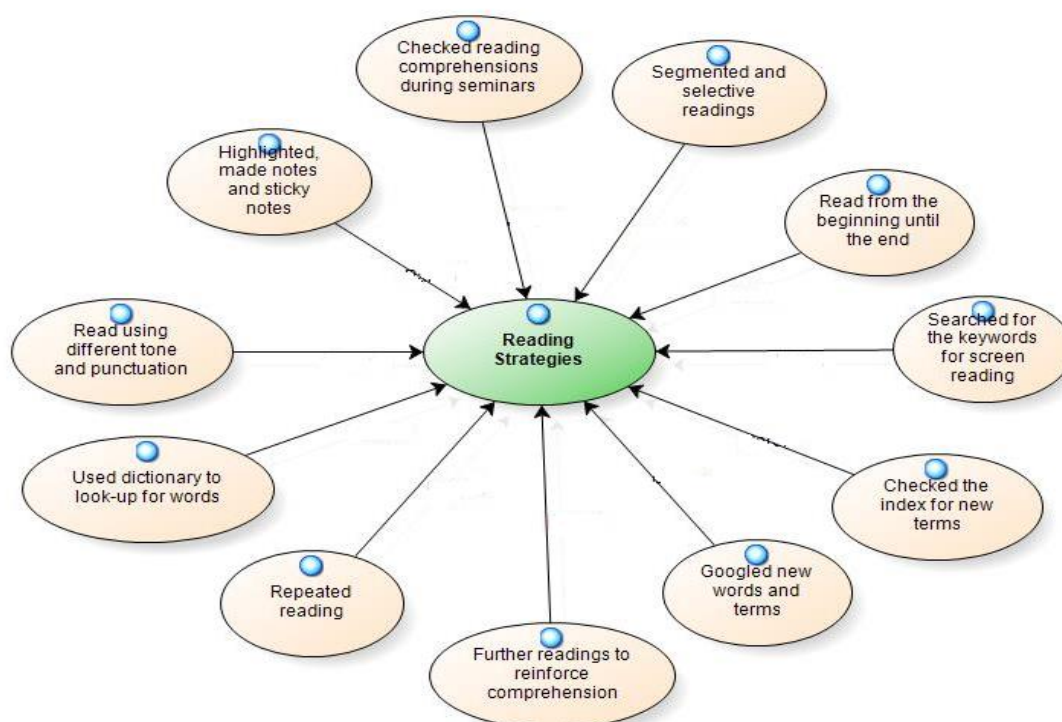 Checked reading
comprehensions
during seminars
Segmented and
selective
readings
Highlighted,
made notes
and sticky
notes
Read from the
beginning until
the end
Read using
different tone
and punctuation
Reading
Strategies
Searched for
the keywords
for screen
reading
Used dictionary to
look-up for words
Checked the
index for new
terms
Repeated
reading
Googled new
words and
terms
Further readings to
reinforce
comprehension